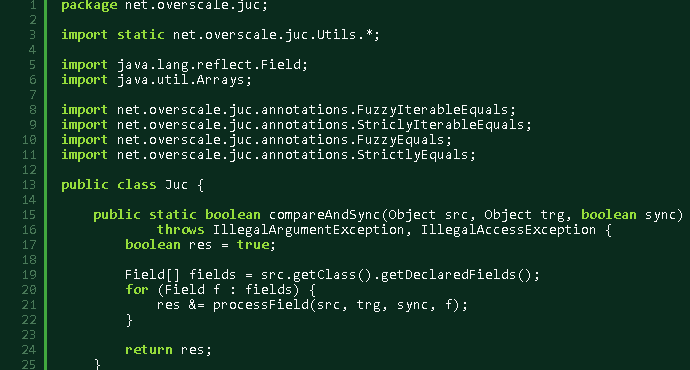 1 package net.overscale.juc;
2
3 import static net.overscale.juc.Utils.*;
4
5 import java.lang.reflect.Field;
6 import java.util.Arrays;
7
8 import net.overscale.juc.annotations.FuzzyIterableEquals;
9 import net.overscale.juc.annotations.StriclyIterableEquals;
10 import net.overscale.juc.annotations.FuzzyEquals;
11 import net.overscale.juc.annotations.StrictlyEquals;
12
13 public class Juc {
14
15     public static boolean compareAndSync(Object src, Object trg, boolean sync)
16             throws IllegalArgumentException, IllegalAccessException {
17         boolean res = true;
18
19         Field[] fields = src.getClass().getDeclaredFields();
20         for (Field f : fields) {
21             res &= processField(src, trg, sync, f);
22         }
23
24         return res;
25     }